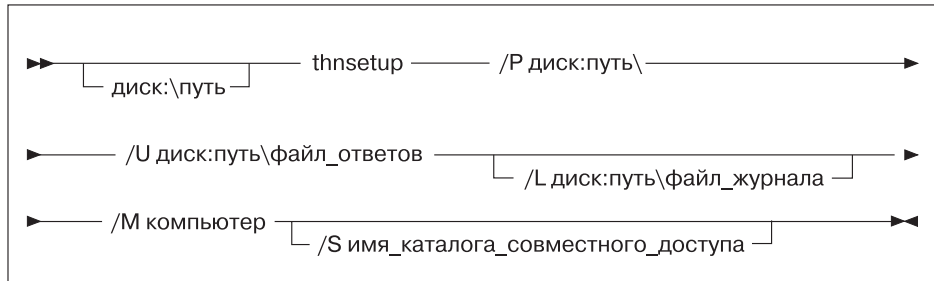 thnsetup /P диск:путь\
диск:\путь
/U диск:путь\файл_ответов
/L диск:путь\файл_журнала
/M компьютер
/S имя_каталога_совместного_доступа